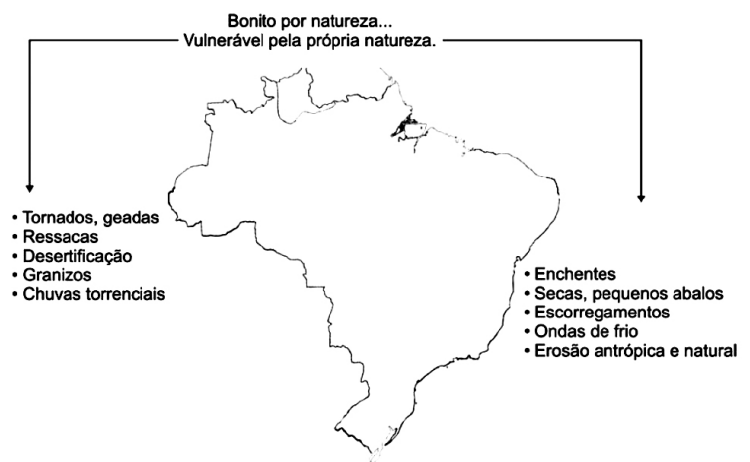 Bonito por natureza...
Vulnerável pela própria natureza.
• Tornados, geadas
• Ressacas
• Desertificação
• Granizos
• Chuvas torrenciais
• Enchentes
• Secas, pequenos abalos
• Escorregamentos
• Ondas de frio
• Erosão antrópica e natural